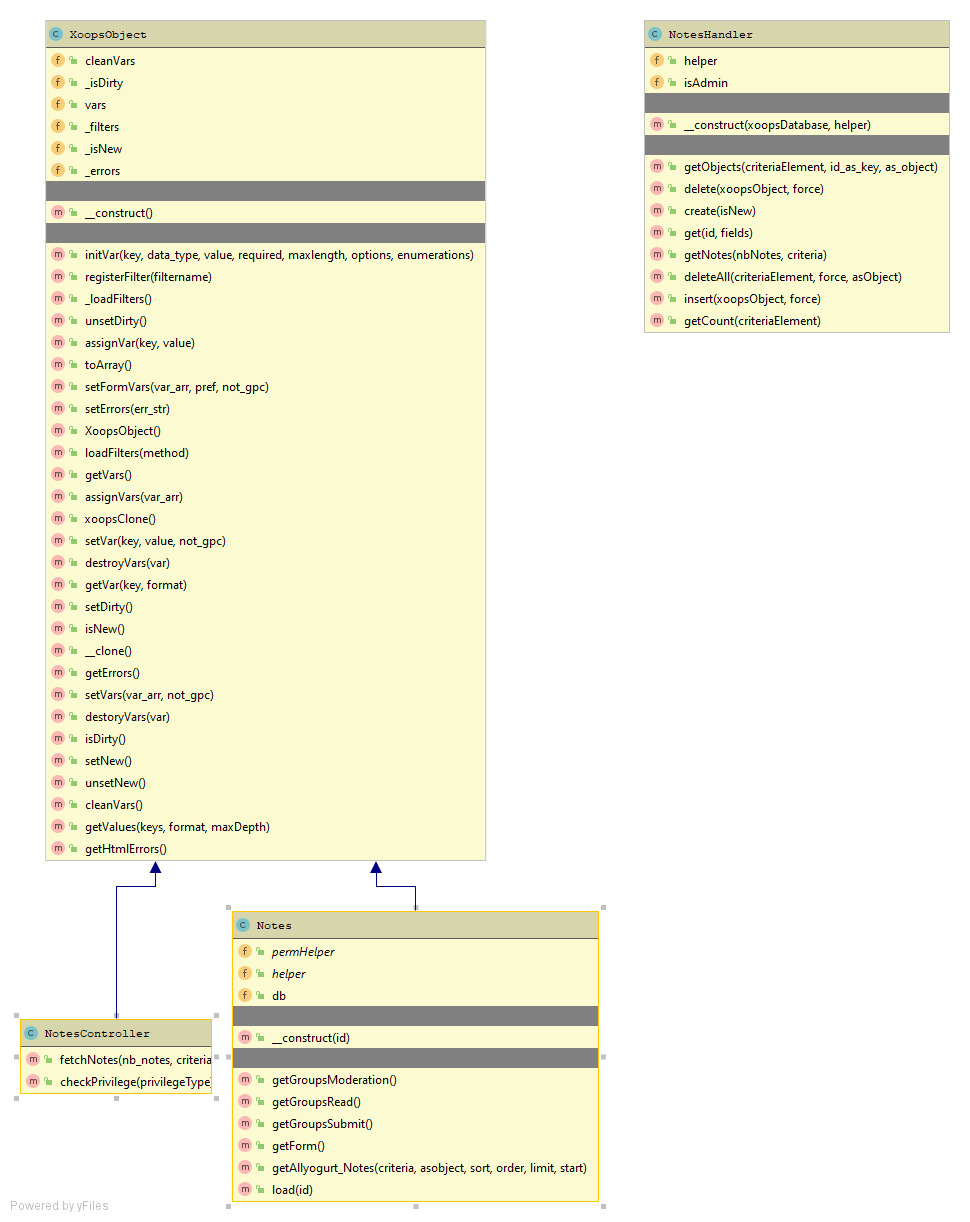 XoopsObject
cleanVars
_isDirty
vars
_filters
_isNew
_errors
__construct()
initVar(key, data_type, value, required, maxlength, options, enumerations)
registerFilter(filtername)
_loadFilters()
unsetDirty()
assignVar(key, value)
toArray()
setFormVars(var_arr, pref, not_gpc)
setErrors(err_str)
XoopsObject()
loadFilters(method)
getVars()
assignVars(var_arr)
xoopsClone()
setVar(key, value, not_gpc)
destroyVars(var)
getVar(key, format)
setDirty()
isNew()
__clone()
getErrors()
setVars(var_arr, not_gpc)
destoryVars(var)
isDirty()
setNew()
unsetNew()
cleanVars()
getValues(keys, format, maxDepth)
getHtmlErrors()
NotesHandler
helper
isAdmin
__construct(xoopsDatabase, helper)
getObjects(criteriaElement, id_as_key, as_object)
delete(xoopsObject, force)
create(isNew)
get(id, fields)
getNotes(nbNotes, criteria)
deleteAll(criteriaElement, force, asObject)
insert(xoopsObject, force)
getCount(criteriaElement)
NotesController
fetchNotes(nb_notes, criteria
checkPrivilege(privilegeType
Notes
permHelper
helper
db
__construct(id)
getGroupsModeration()
getGroupsRead()
getGroupsSubmit()
getForm()
getAllyogurt_Notes(criteria, asobject, sort, order, limit, start)
load(id)
Powered by yFiles